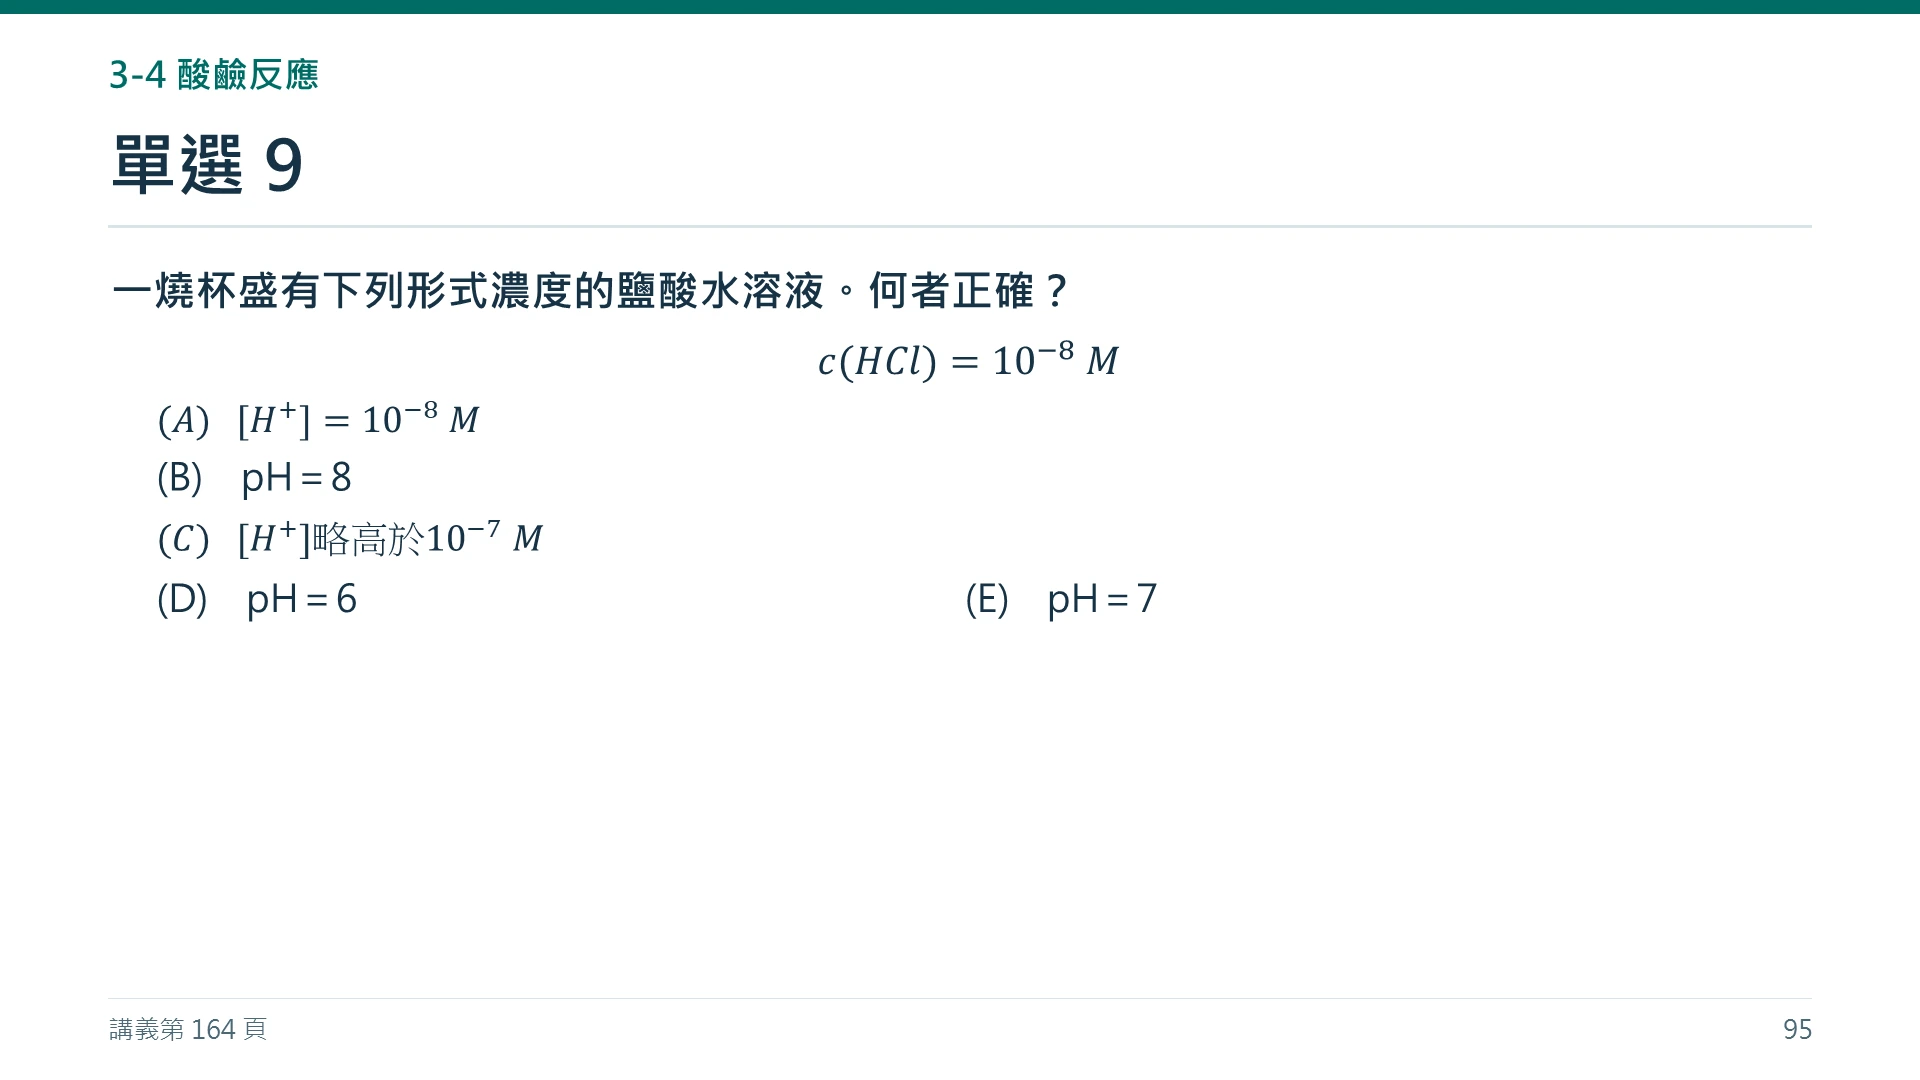 3-4 酸鹼反應
單選 9
一燒杯盛有下列形式濃度的鹽酸水溶液。何者正確？
c(HCl) = 10⁻⁸ M
(A) [H⁺] = 10⁻⁸ M
(B) pH＝8
(C) [H⁺]略高於10⁻⁷ M
(D) pH＝6 (E) pH＝7
講義第 164 頁 95